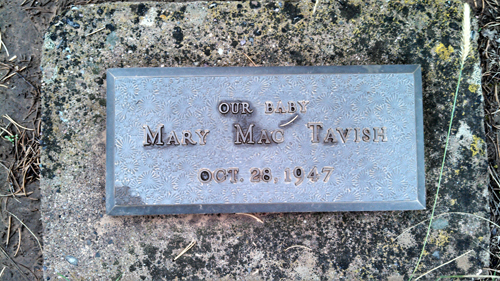 OUR BABY
MARY MAC TAVISH
OCT. 28, 1947